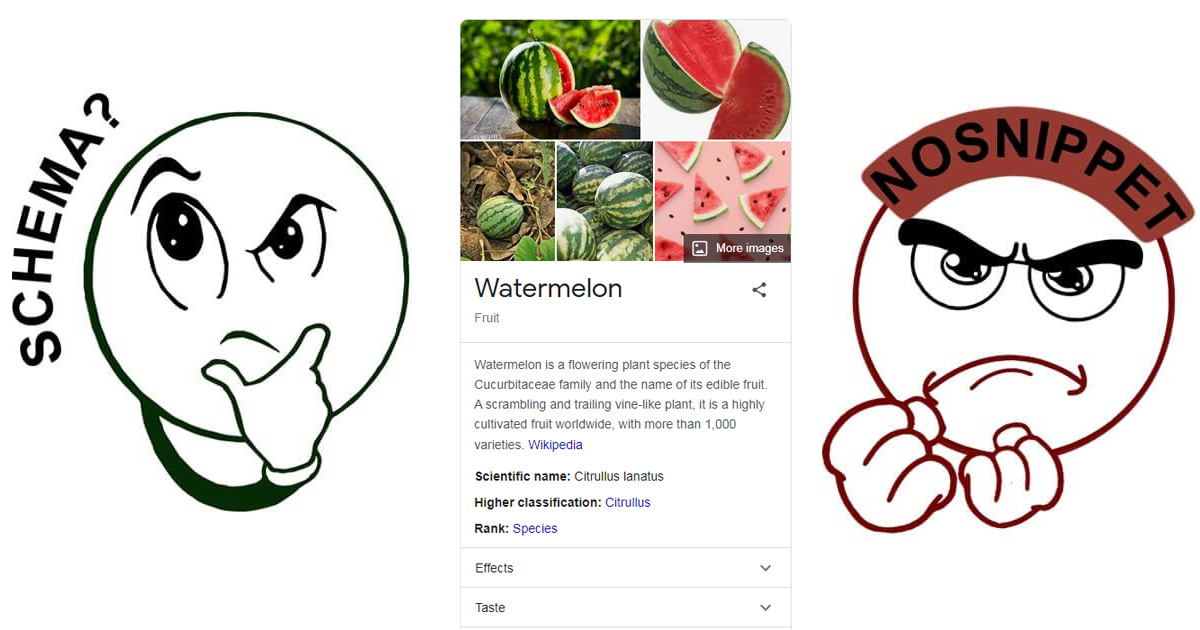 SCHEMA?
More images
Watermelon
Fruit
Watermelon is a flowering plant species of the
Cucurbitaceae family and the name of its edible fruit.
A scrambling and trailing vine-like plant, it is a highly
cultivated fruit worldwide, with more than 1,000
varieties. Wikipedia
Scientific name: Citrullus lanatus
Higher classification: Citrullus
Rank: Species
Effects
Taste
NOSNIPPET